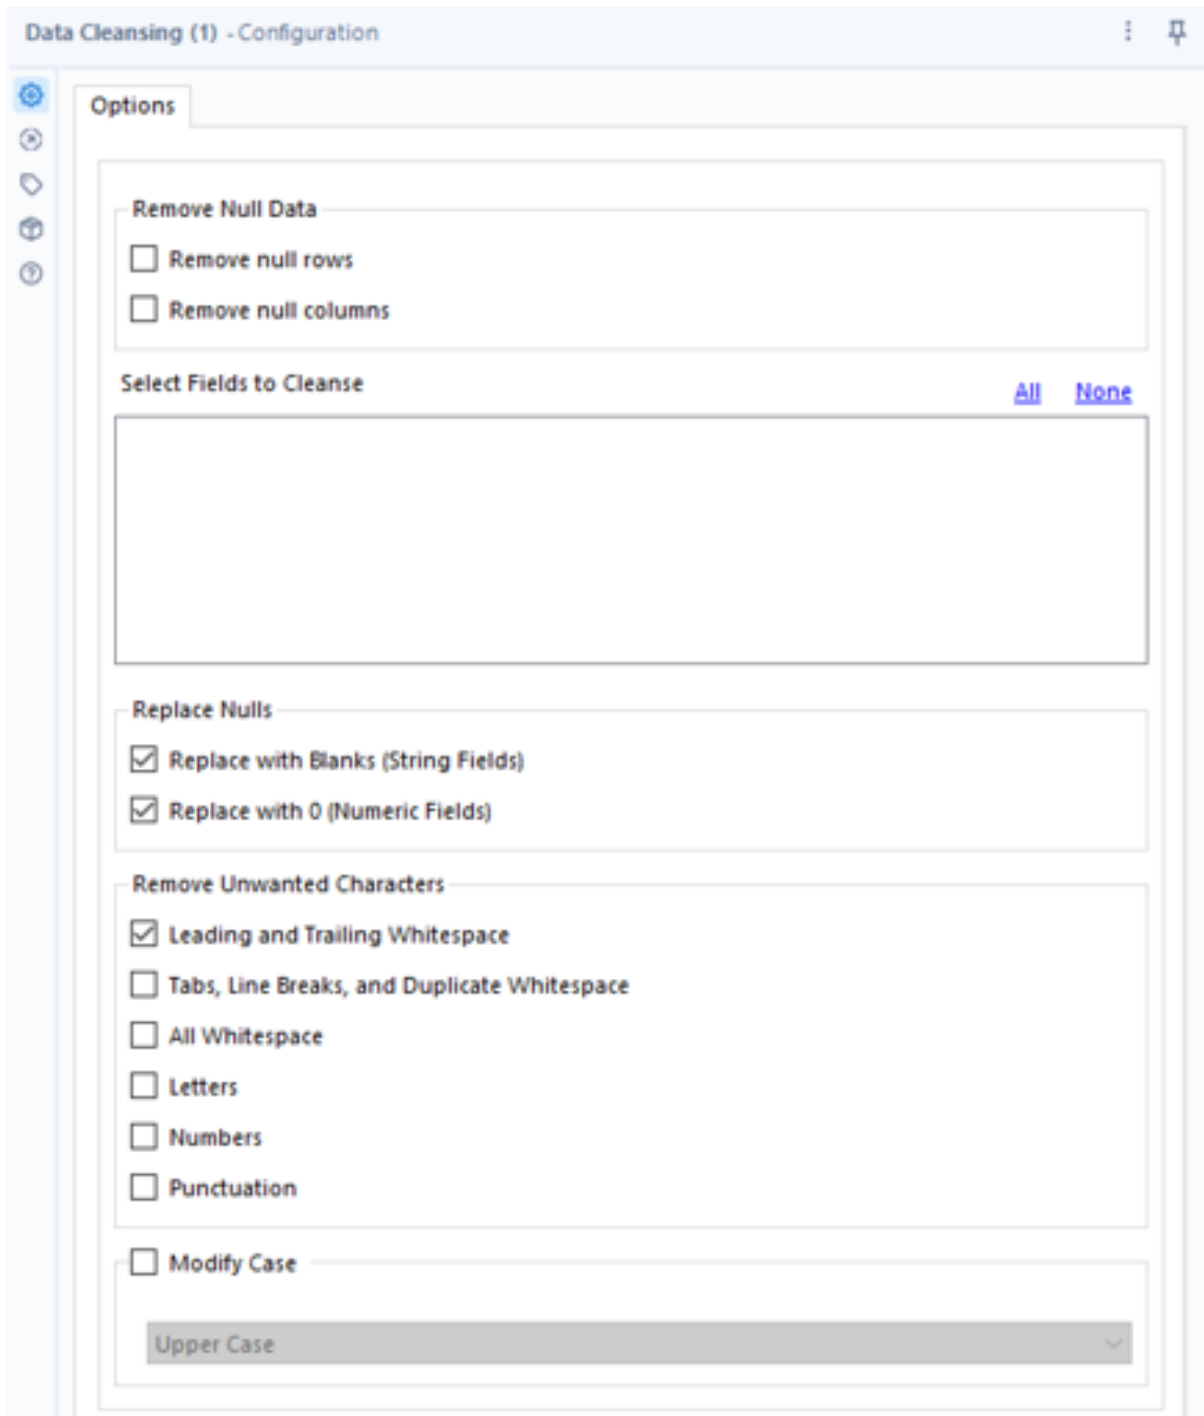 Data Cleansing (1) - Configuration
Options
Remove Null Data
Remove null rows
Remove null columns
Select Fields to Cleanse
All None
Replace Nulls
Replace with Blanks (String Fields)
Replace with 0 (Numeric Fields)
Remove Unwanted Characters
Leading and Trailing Whitespace
Tabs, Line Breaks, and Duplicate Whitespace
All Whitespace
Letters
Numbers
Punctuation
Modify Case
Upper Case